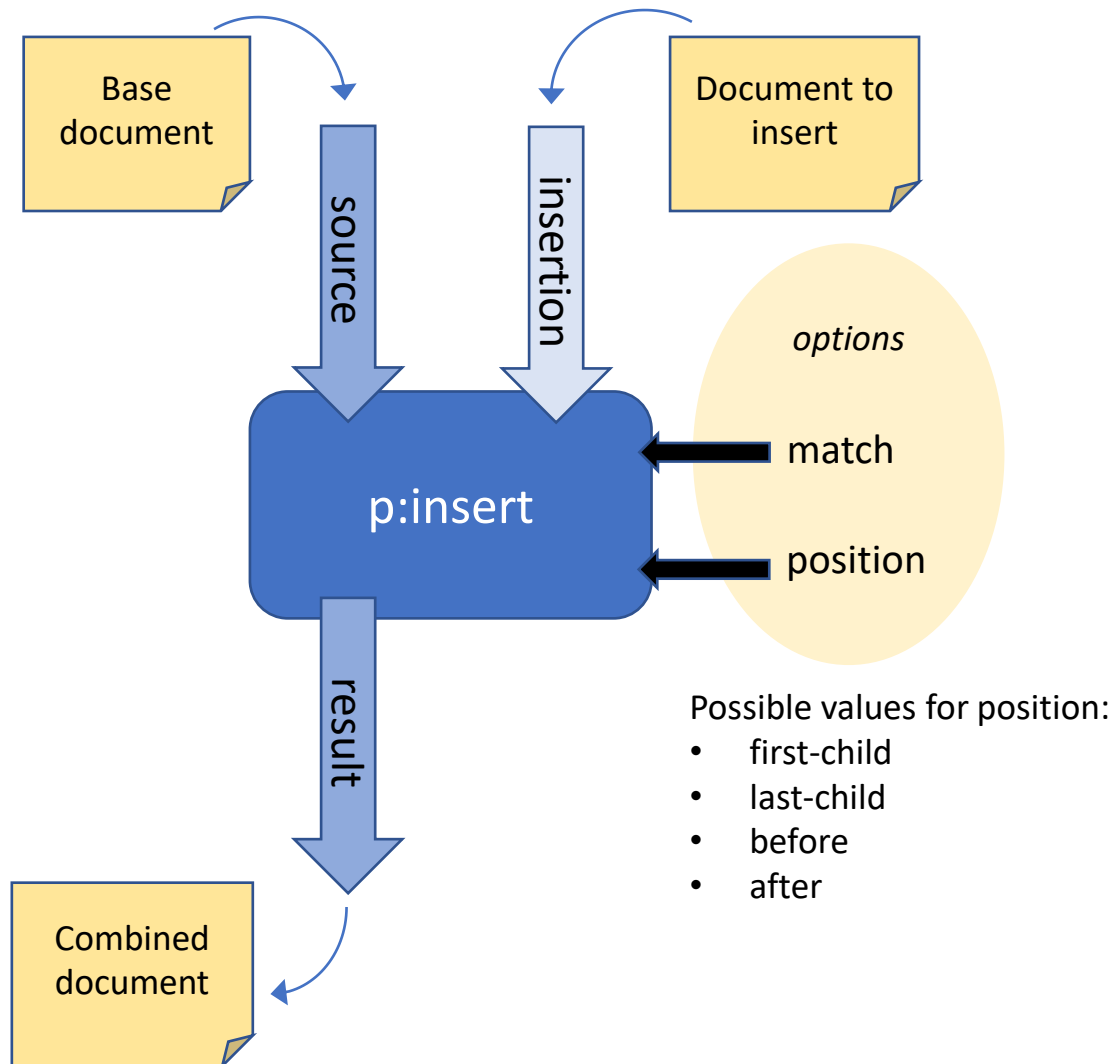 Base
document
Document to
insert
source
insertion
options
match
p:insert
position
result
Possible values for position:
• first-child
• last-child
• before
• after
Combined
document